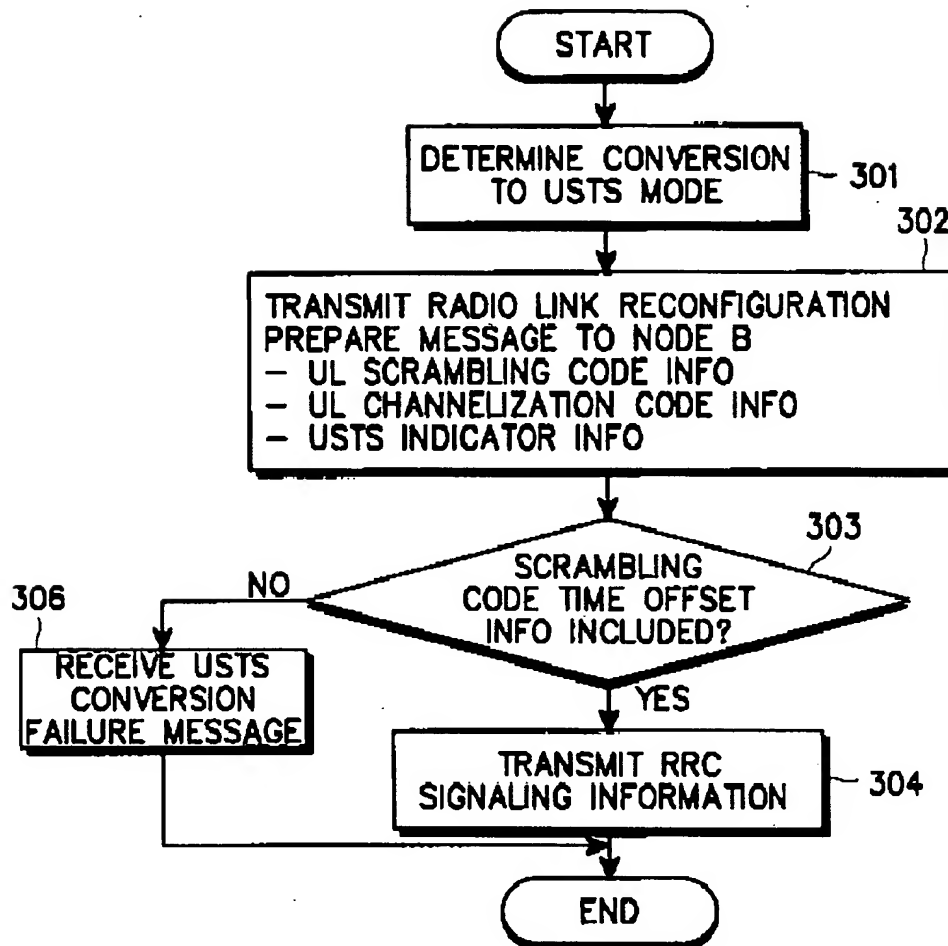 START
DETERMINE CONVERSION
TO USTS MODE
301
302
TRANSMIT RADIO LINK RECONFIGURATION
PREPARE MESSAGE TO NODE B
– UL SCRAMBLING CODE INFO
– UL CHANNELIZATION CODE INFO
– USTS INDICATOR INFO
303
SCRAMBLING
CODE TIME OFFSET
INFO INCLUDED?
NO
306
RECEIVE USTS
CONVERSION
FAILURE MESSAGE
YES
TRANSMIT RRC
SIGNALING INFORMATION
304
END